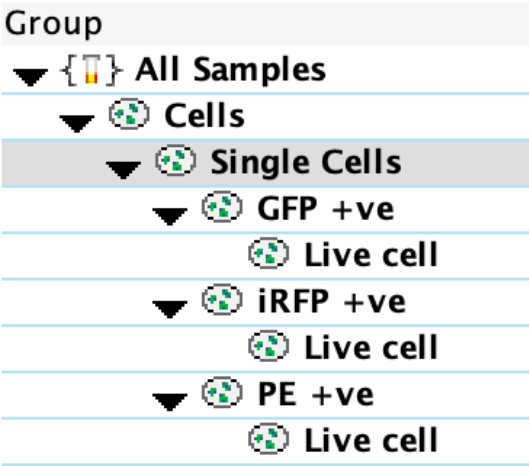 Group
All Samples
Cells
Single Cells
GFP +ve
Live cell
iRFP +ve
Live cell
PE +ve
Live cell